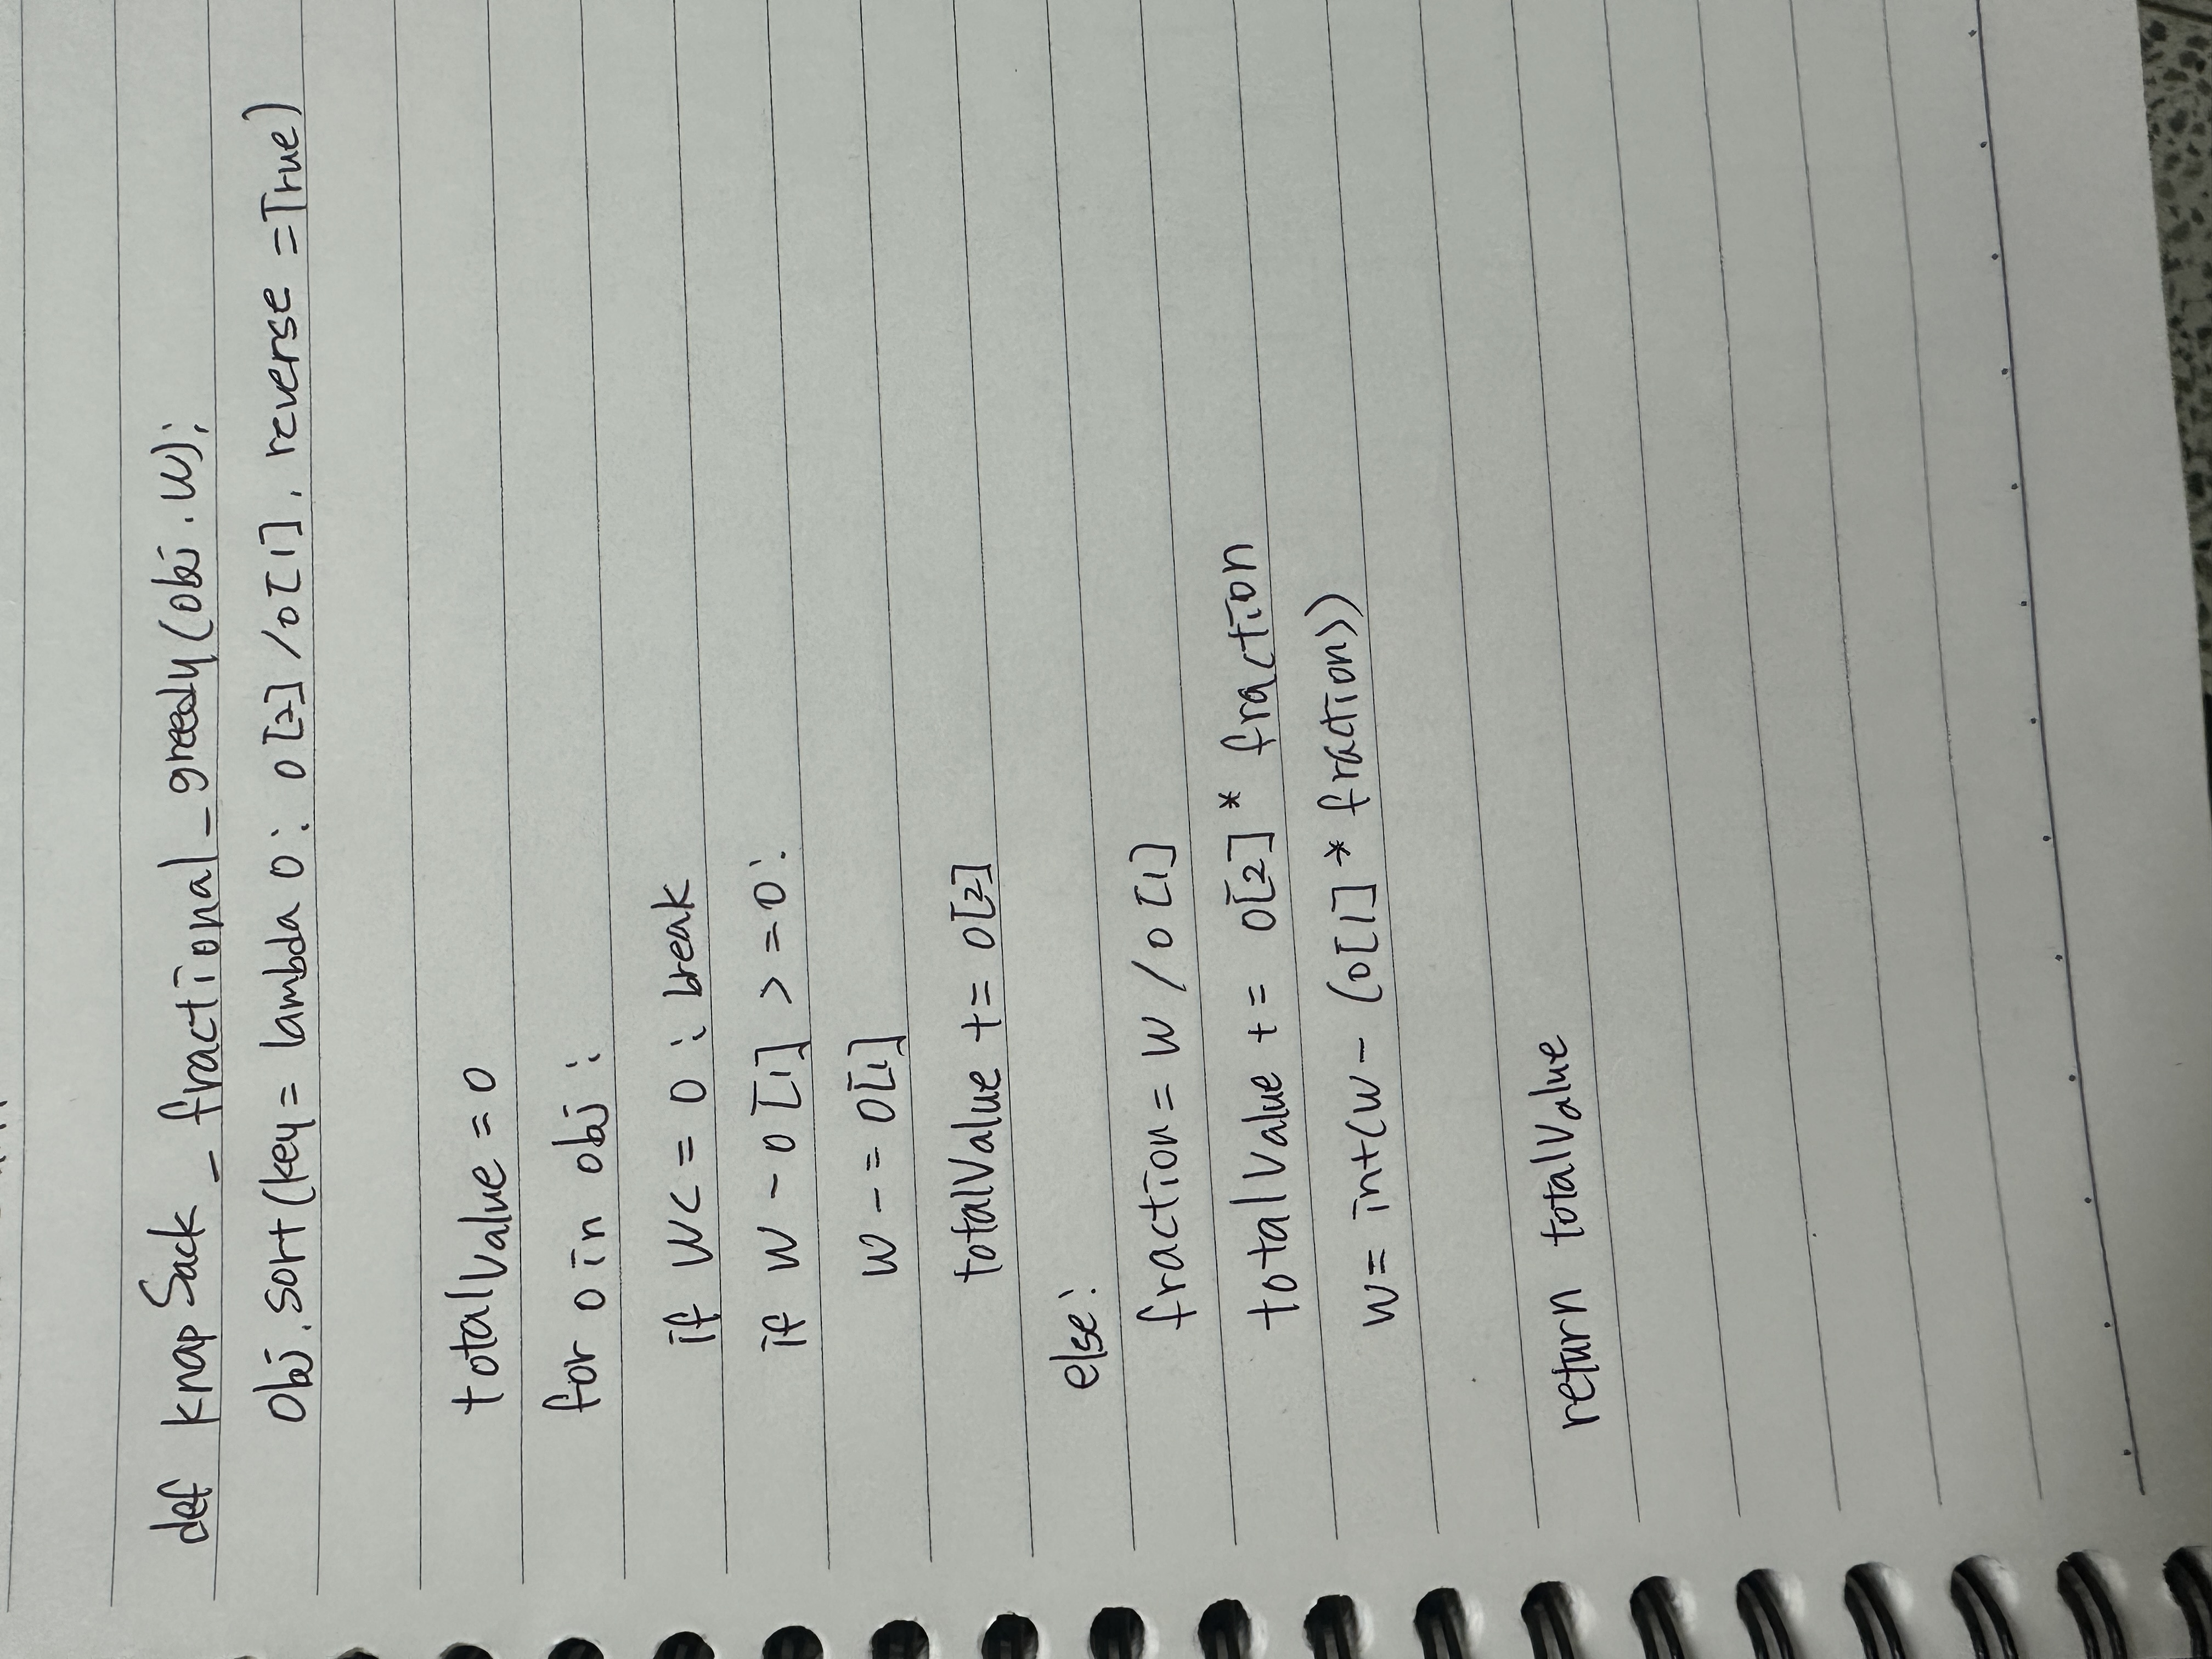 def knapSack_fractional_greedy(obj, W):
obj.sort(key= lambda o: o[2]/o[1], reverse=True)
totalValue = 0
for o in obj :
if W<= 0 : break
if W - o[1] >=0:
W -= o[1]
totalValue += o[2]
else:
fraction= W / o[1]
totalValue += o[2] * fraction
W= int(W- (o[1] * fraction))
return totalValue